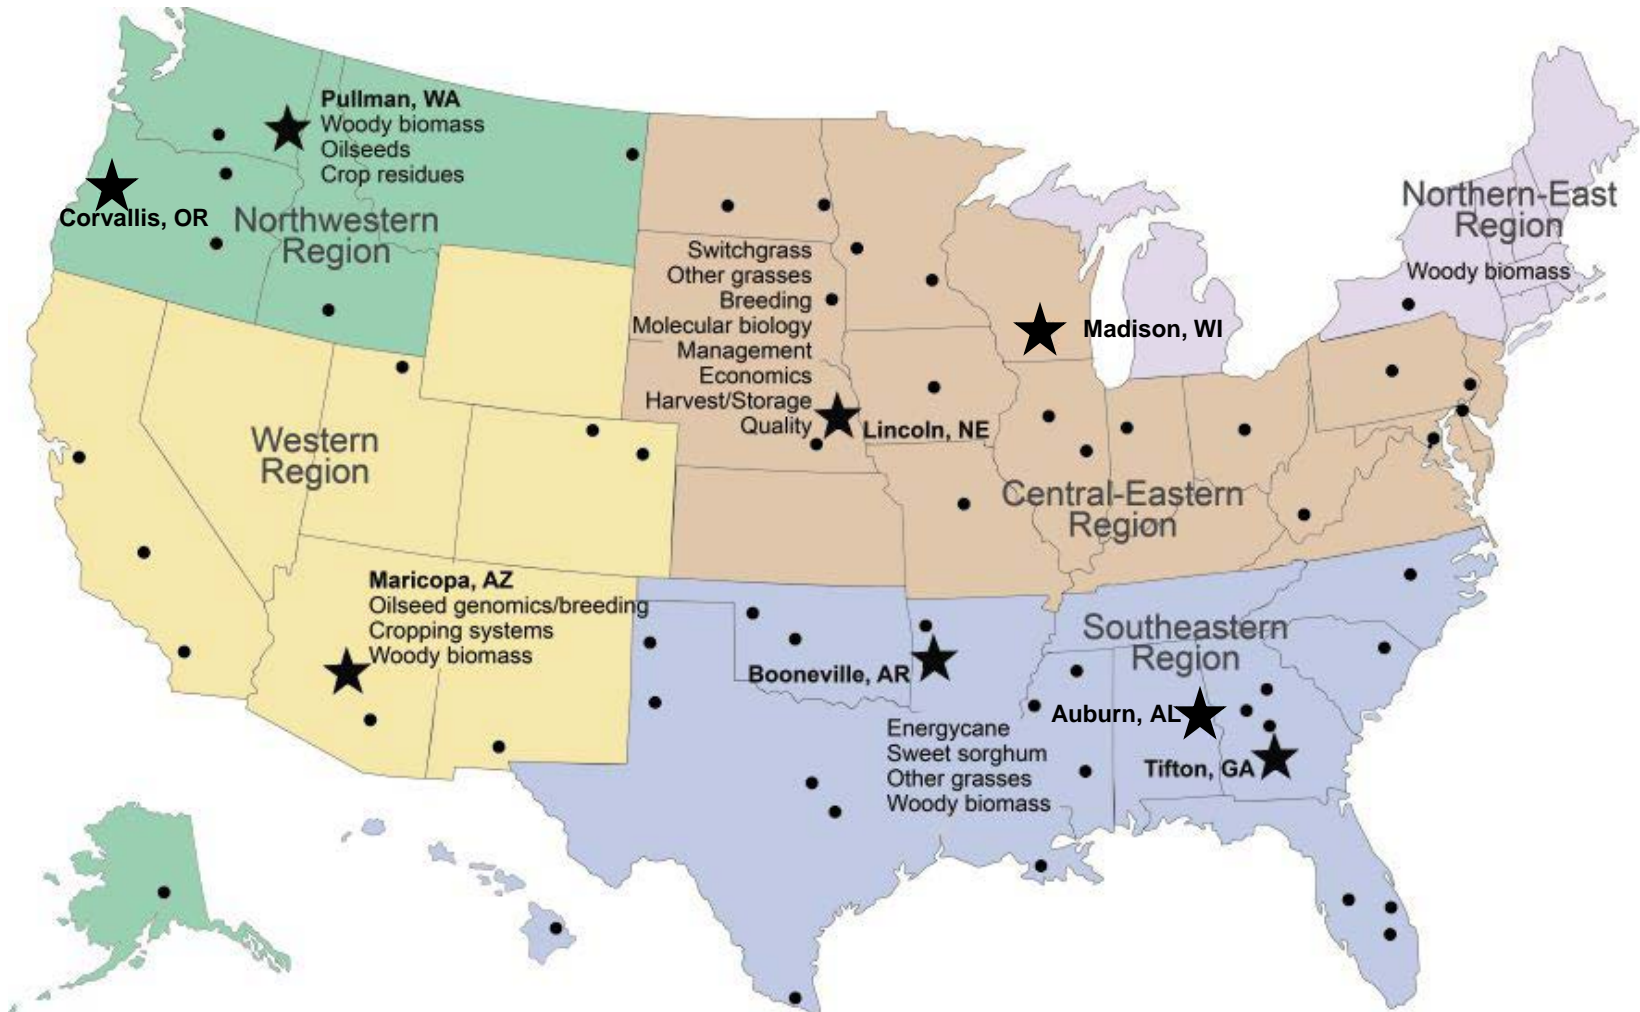 Pullman, WA
Woody biomass
Oilseeds
Crop residues
Corvallis, OR
Northwestern
Region
Northern-East
Region
Woody biomass
Switchgrass
Other grasses
Breeding
Molecular biology
Management
Economics
Harvest/Storage
Quality
Madison, WI
Lincoln, NE
Western
Region
Central-Eastern
Region
Maricopa, AZ
Oilseed genomics/breeding
Cropping systems
Woody biomass
Southeastern
Region
Booneville, AR
Auburn, AL
Energycane
Sweet sorghum
Other grasses
Woody biomass
Tifton, GA